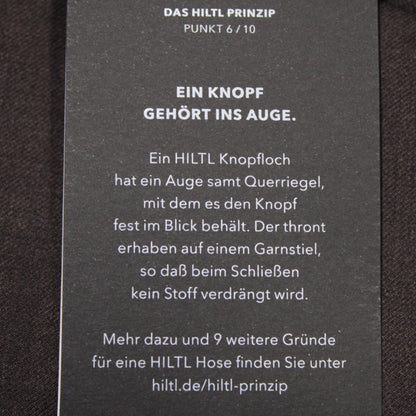 DAS HILTL PRINZIP
PUNKT 6 / 10
EIN KNOPF
GEHÖRT INS AUGE.
Ein HILTL Knopfloch
hat ein Auge samt Querriegel,
mit dem es den Knopf
fest im Blick behält. Der thront
erhaben auf einem Garnstiel,
so daß beim Schließen
kein Stoff verdrängt wird.
Mehr dazu und 9 weitere Gründe
für eine HILTL Hose finden Sie unter
hiltl.de/hiltl-prinzip